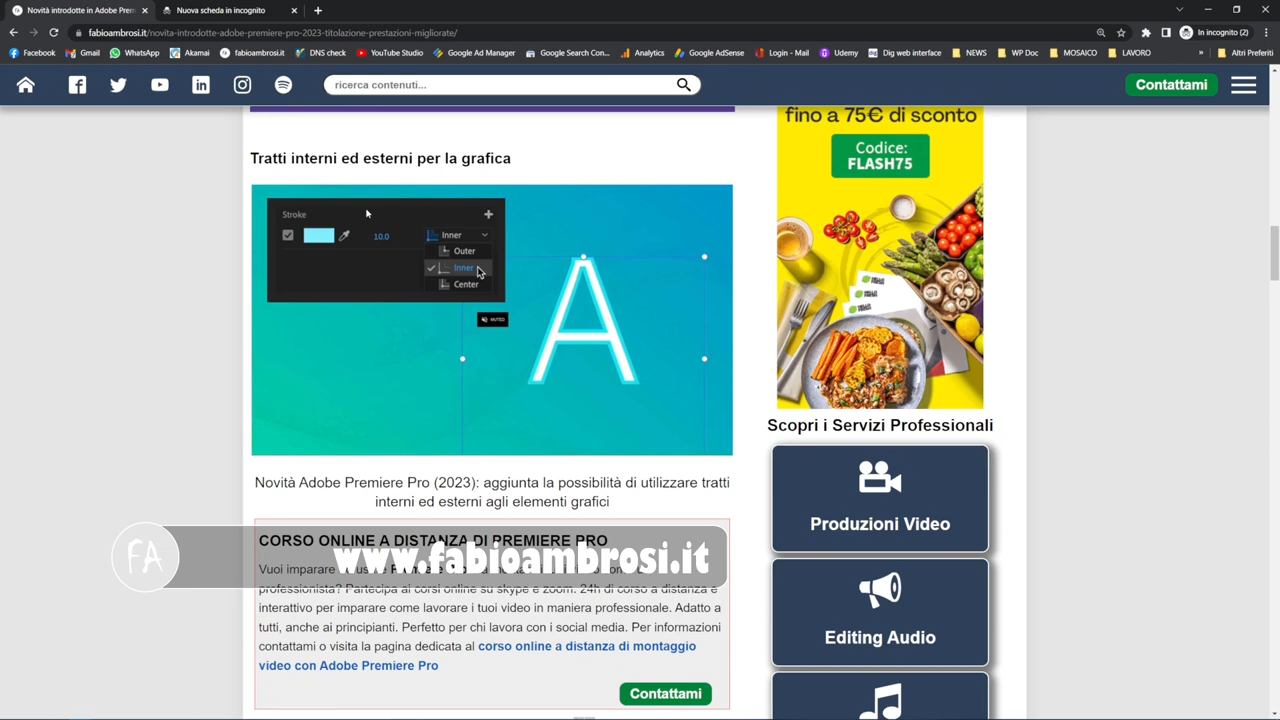 Novità introdotte in Adobe Prem
Nuova scheda in incognito
fabioambrosi.it/novita-introdotte-adobe-premiere-pro-2023-titolazione-prestazioni-migliorate/
In incognito (2)
Facebook
Gmail
WhatsApp
Akamai
fabioambrosi.it
DNS check
YouTube Studio
Google Ad Manager
Google Search Con...
Analytics
Google AdSense
Login - Mail
Udemy
Dig web interface
NEWS
WP Doc
MOSUCD
LAVORO
Altri Preferiti
ricerca contenuti...
Contattami
fino a 75€ di sconto
Codice:
FLASH75
Tratti interni ed esterni per la grafica
Stroke
10.0
Inner
Outer
Inner
Center
MUTED
A
Novità Adobe Premiere Pro (2023): aggiunta la possibilità di utilizzare tratti
interni ed esterni agli elementi grafici
CORSO ONLINE A DISTANZA DI PREMIERE PRO
FA
www.fabioambrosi.it
Vuoi imparare
professionista? Partecipa ai corsi online su skype e zoom. 24h di corso a distanza e
interattivo per imparare come lavorare i tuoi video in maniera professionale. Adatto a
tutti, anche ai principianti. Perfetto per chi lavora con i social media. Per informazioni
contattami o visita la pagina dedicata al corso online a distanza di montaggio
video con Adobe Premiere Pro
Contattami
Scopri i Servizi Professionali
Produzioni Video
Editing Audio